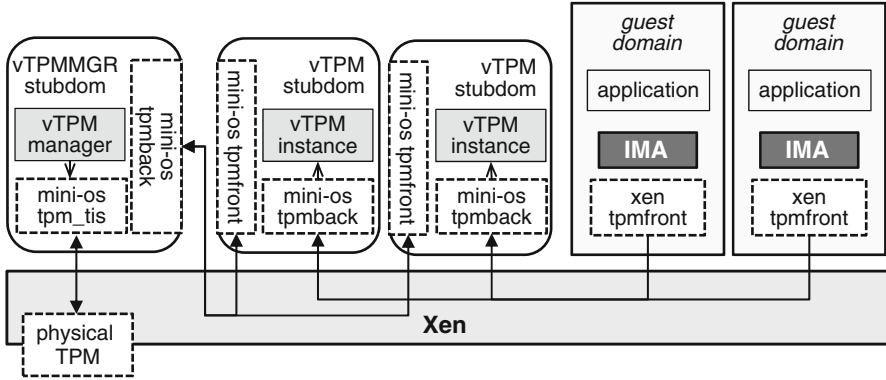 vTPMMGR
stubdom
vTPM
manager
mini-os
tpm_tis
mini-os
tpmback
mini-os tpmfront
vTPM
stubdom
vTPM
instance
mini-os
tpmback
mini-os tpmfront
vTPM
stubdom
vTPM
instance
mini-os
tpmback
guest
domain
application
IMA
xen
tpmfront
guest
domain
application
IMA
xen
tpmfront
Xen
physical
TPM